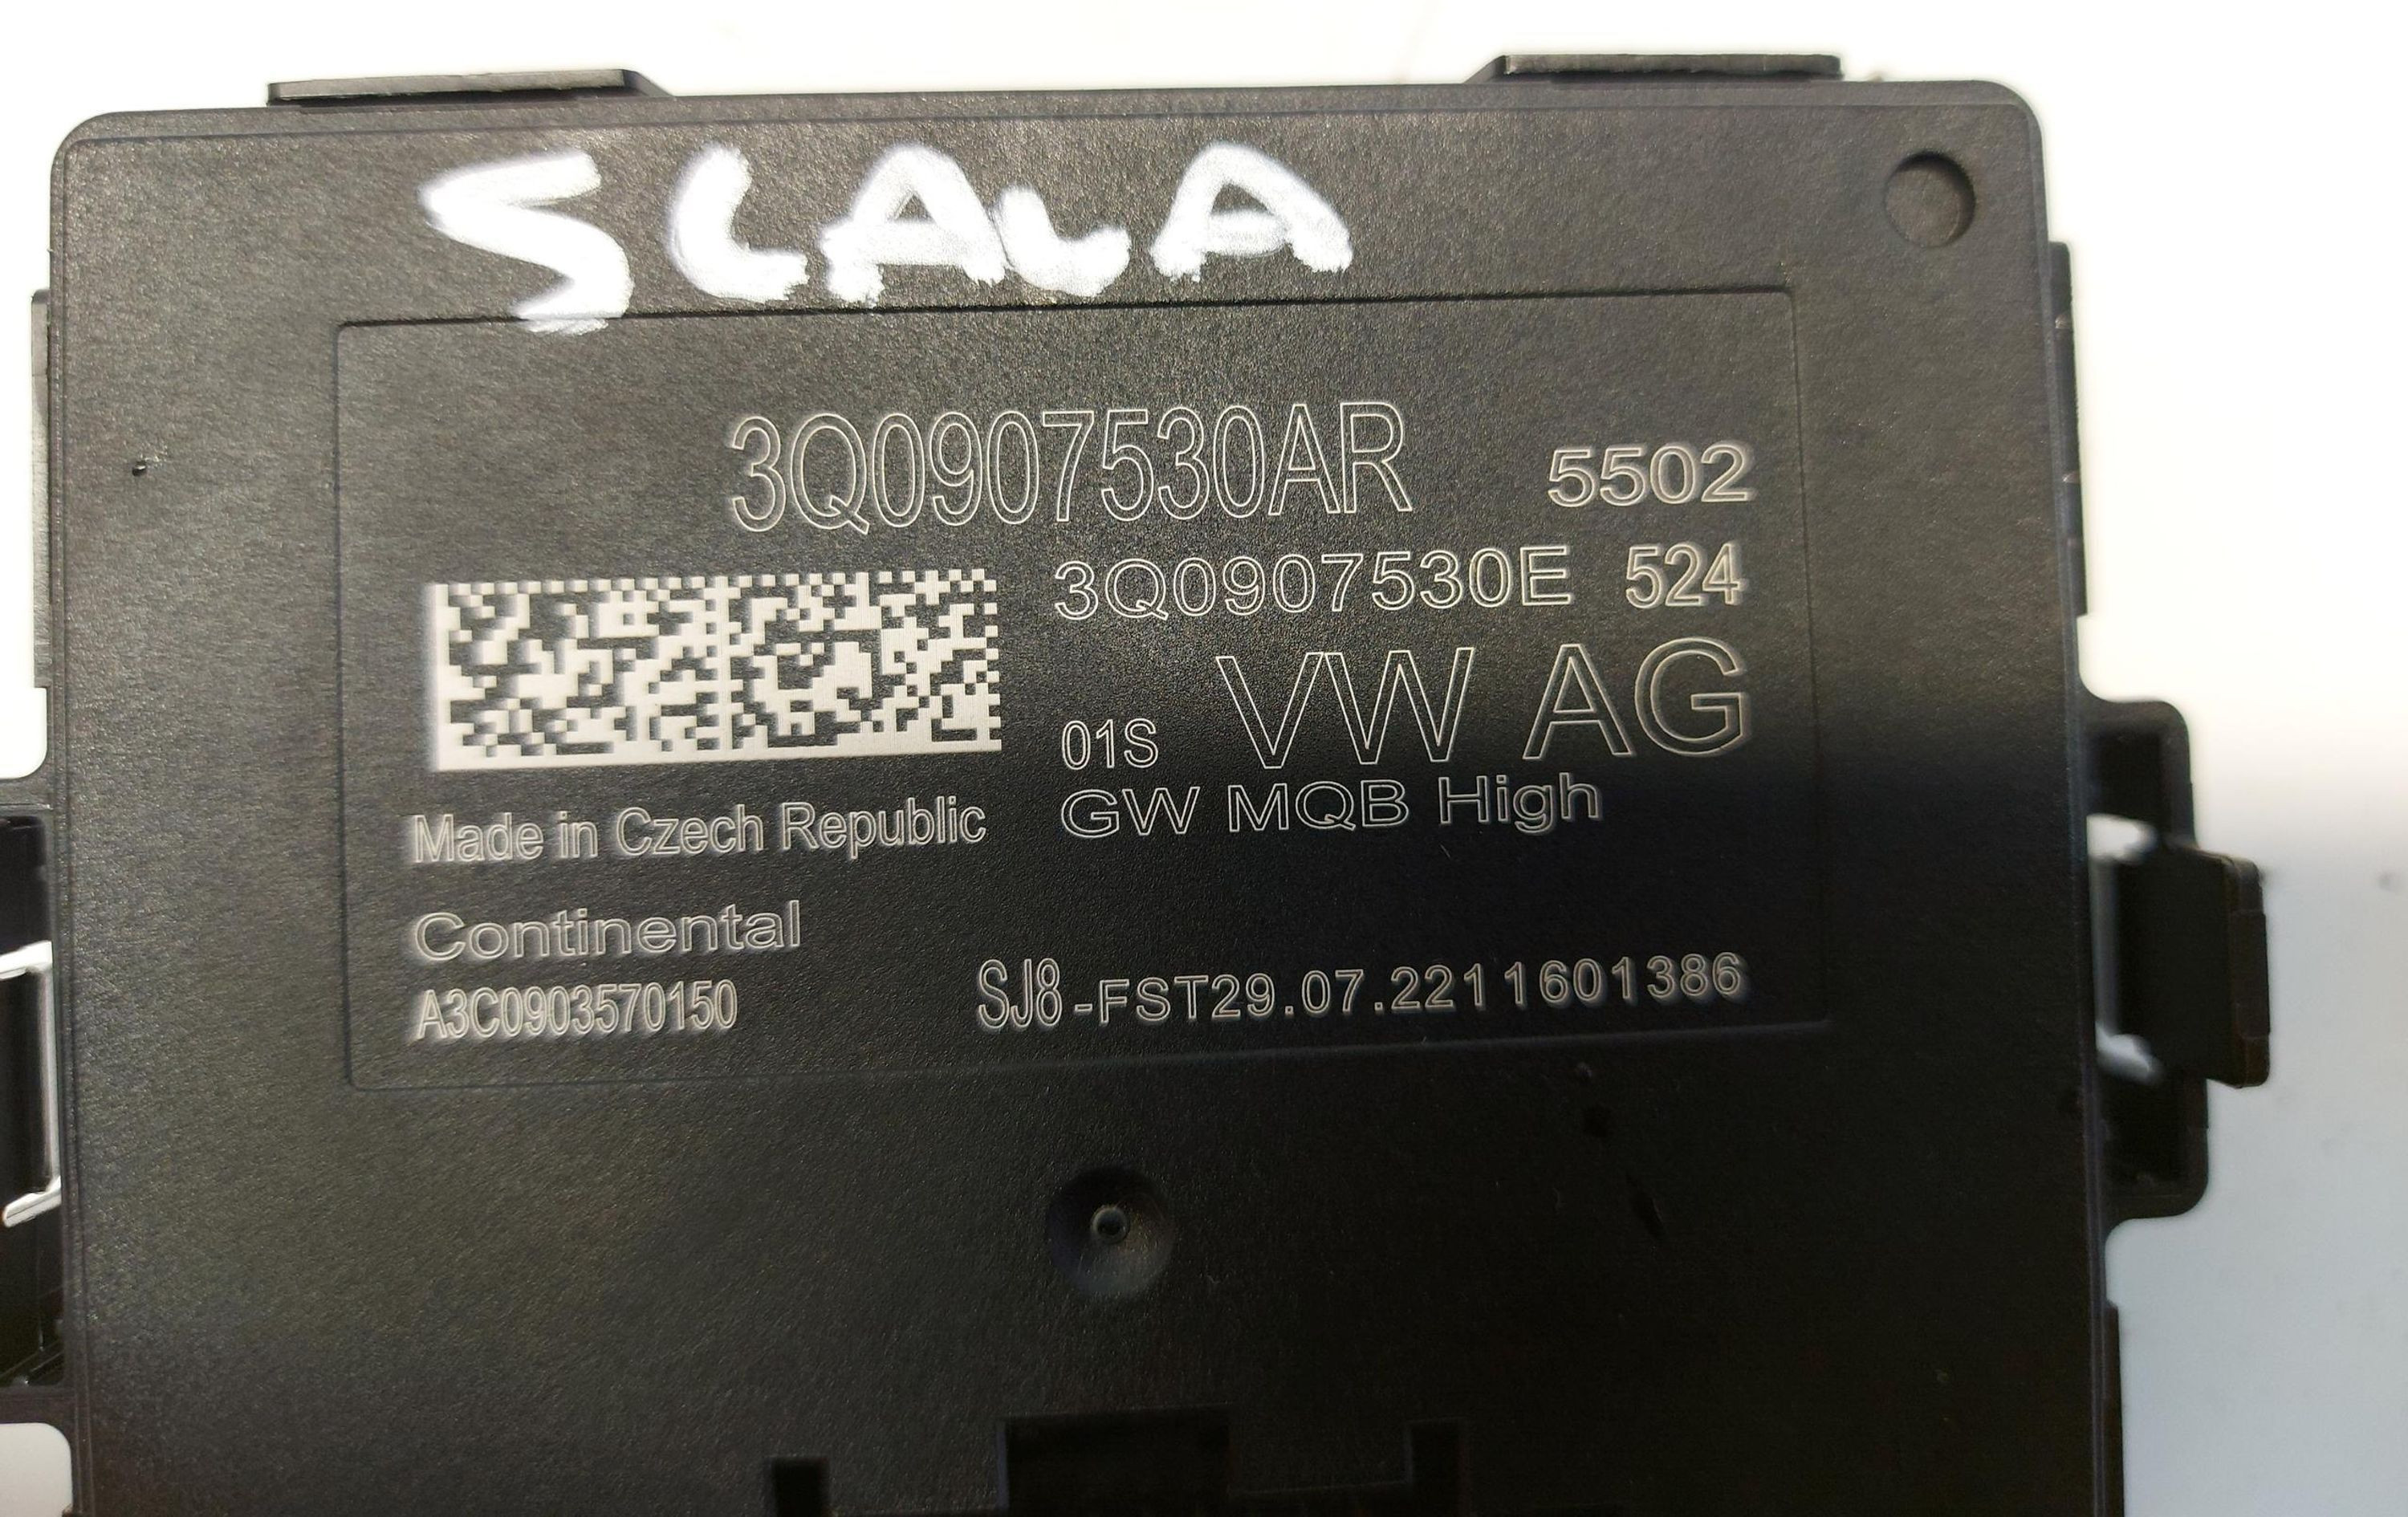 SCALA
3Q0907530AR 5502
3Q0907530E 524
01S VW AG
GW MQB High
Made in Czech Republic
Continental
A3C0903570150
SJ8-FST29.07.2211601386